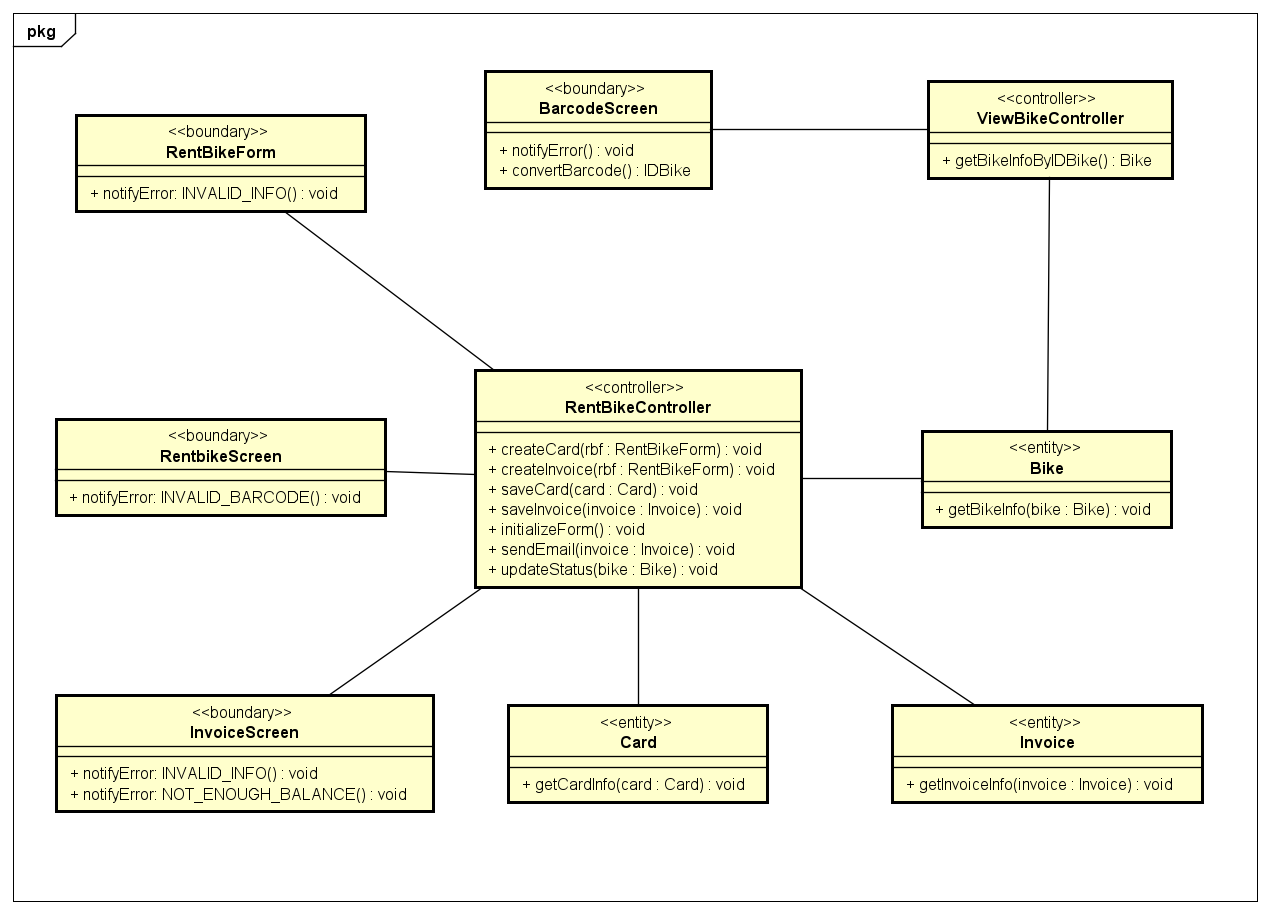 pkg
<<boundary>>
BarcodeScreen
+ notifyError() : void
+ convertBarcode() : IDBike
<<controller>>
ViewBikeController
+ getBikeInfoByIDBike() : Bike
<<boundary>>
RentBikeForm
+ notifyError: INVALID_INFO() : void
<<controller>>
RentBikeController
+ createCard(rbf : RentBikeForm) : void
+ createInvoice(rbf : RentBikeForm) : void
+ saveCard(card : Card) : void
+ saveInvoice(invoice : Invoice) : void
+ initializeForm() : void
+ sendEmail(invoice : Invoice) : void
+ updateStatus(bike : Bike) : void
<<boundary>>
RentbikeScreen
+ notifyError: INVALID_BARCODE() : void
<<entity>>
Bike
+ getBikeInfo(bike : Bike) : void
<<boundary>>
InvoiceScreen
+ notifyError: INVALID_INFO() : void
+ notifyError: NOT_ENOUGH_BALANCE() : void
<<entity>>
Card
+ getCardInfo(card : Card) : void
<<entity>>
Invoice
+ getInvoiceInfo(invoice : Invoice) : void